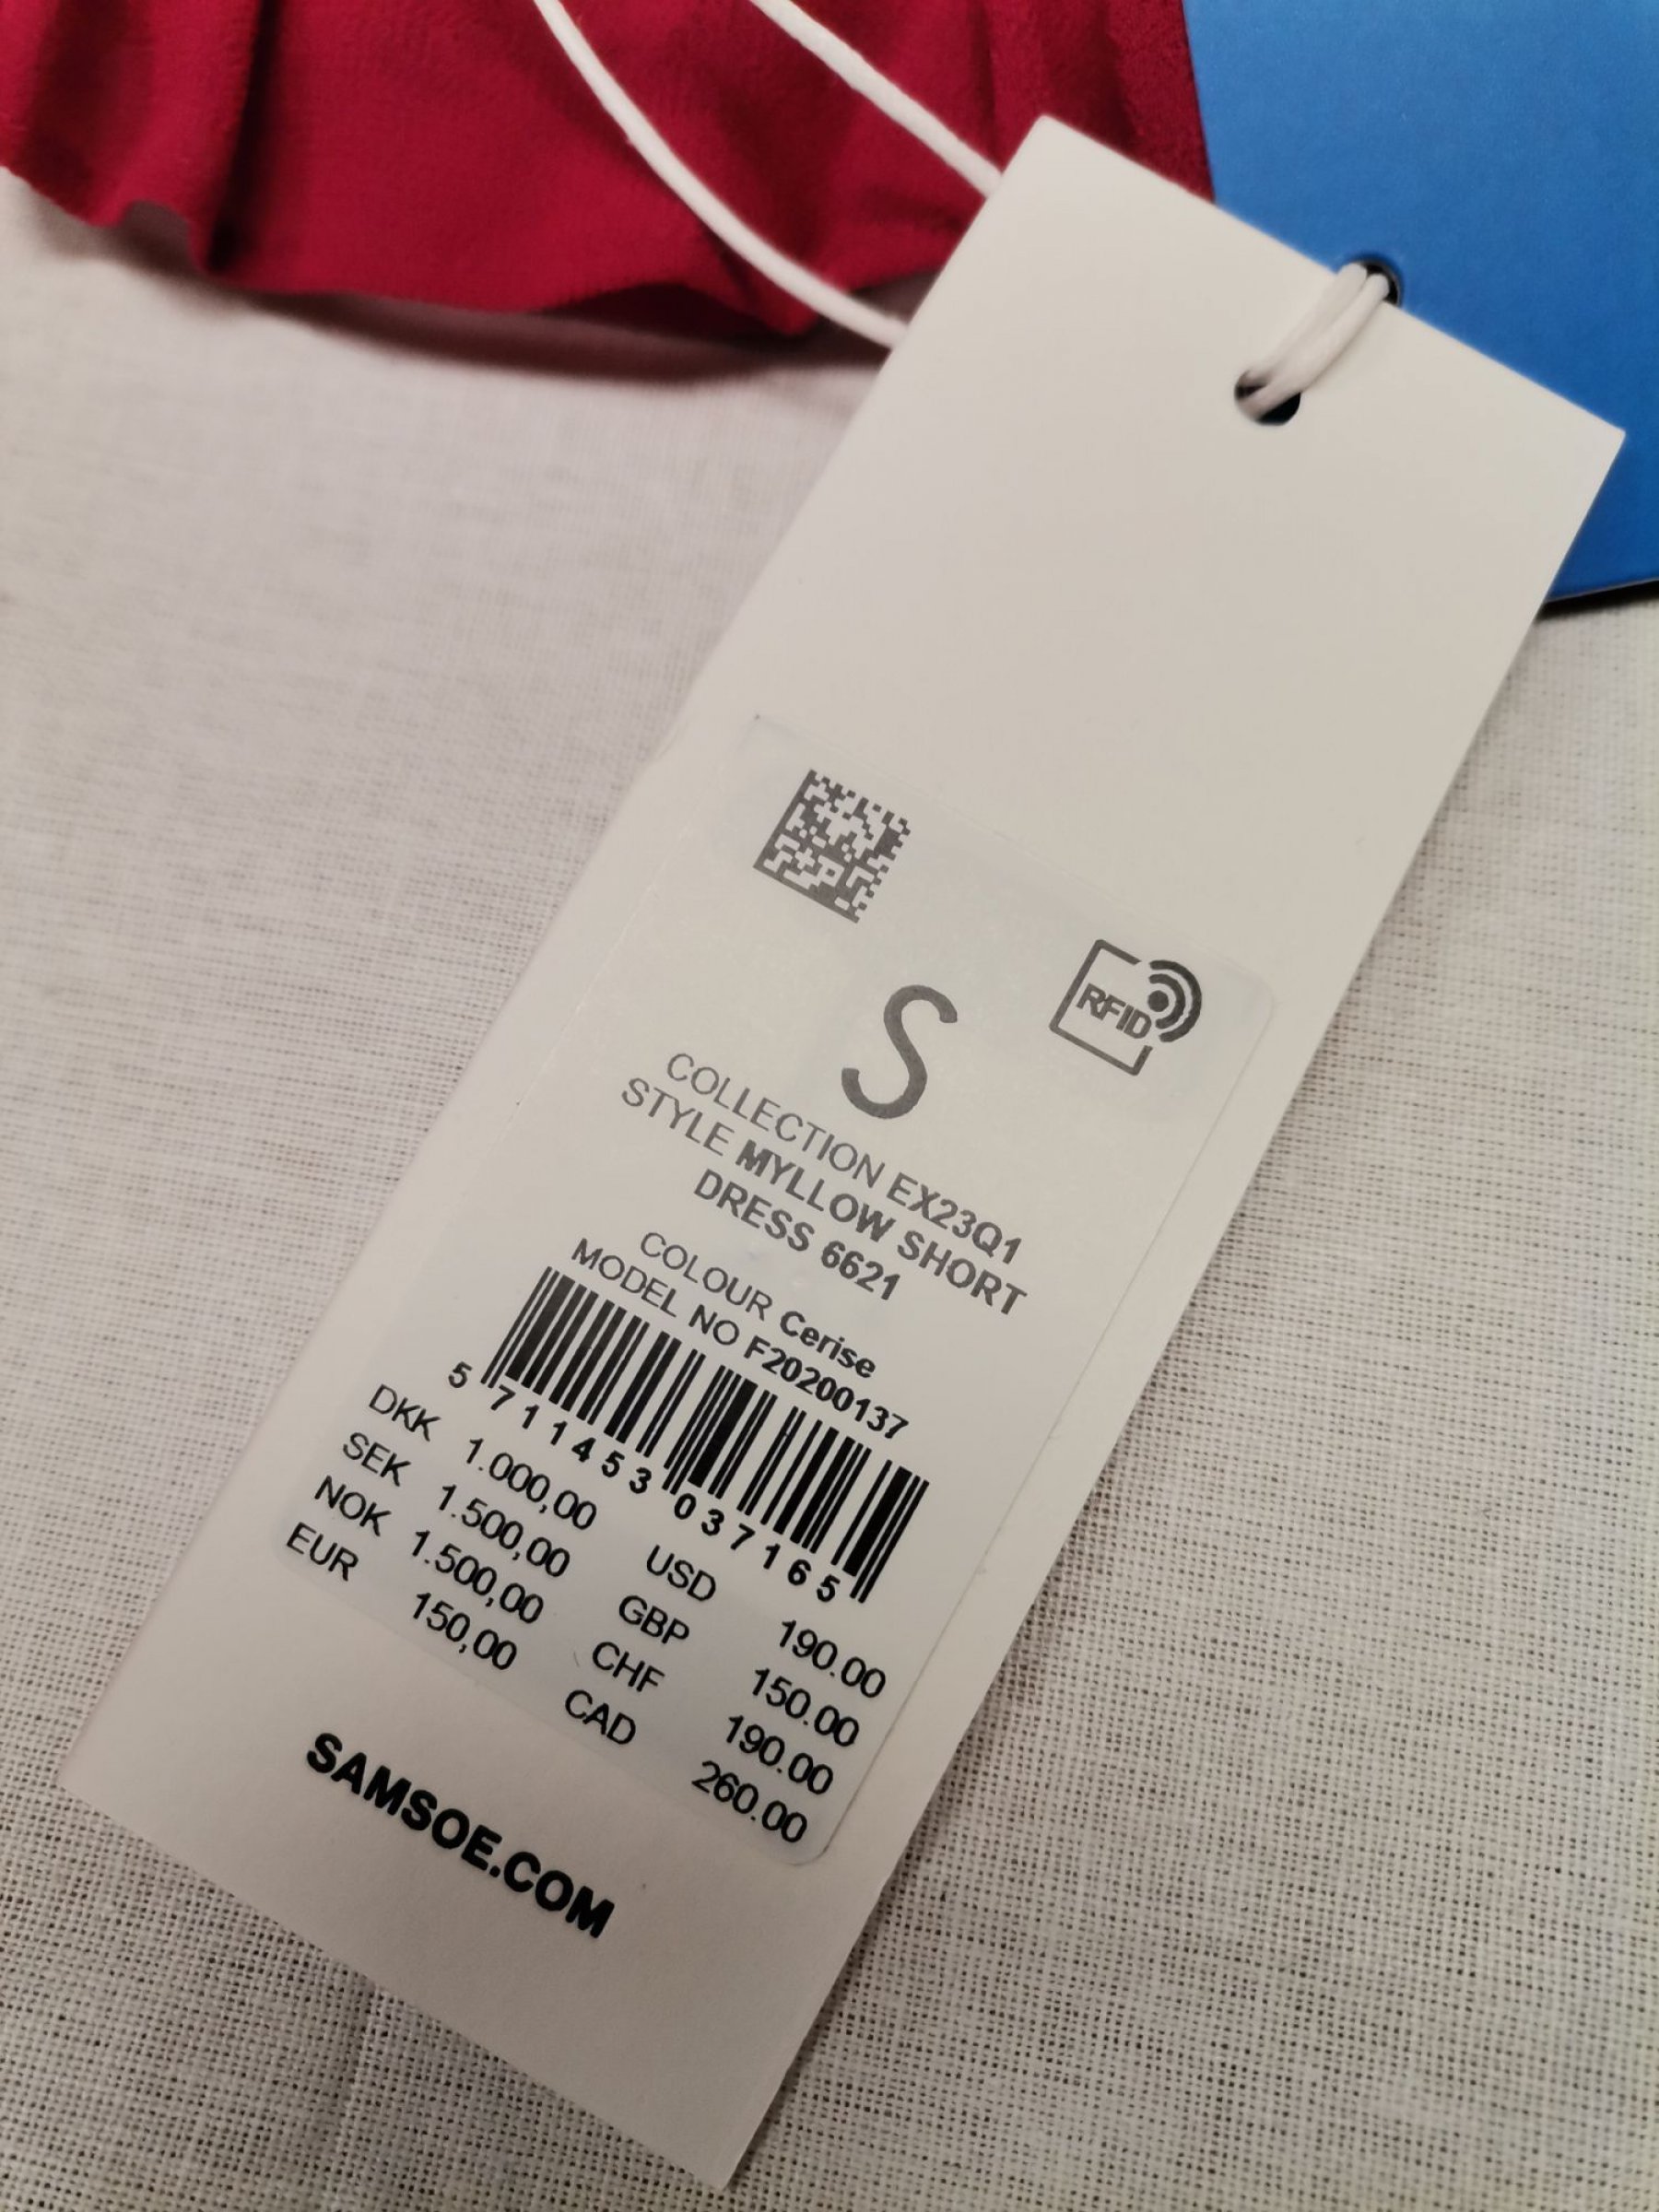 RFID
S
COLLECTION EX23Q1
STYLE MYLLOW SHORT
DRESS 6621
COLOUR Cerise
MODEL NO F20200137
5 711453 037165
DKK 1.000,00 USD 190.00
SEK 1.500,00 GBP 150.00
NOK 1.500,00 CHF 190.00
EUR 150,00 CAD 260.00
SAMSOE.COM